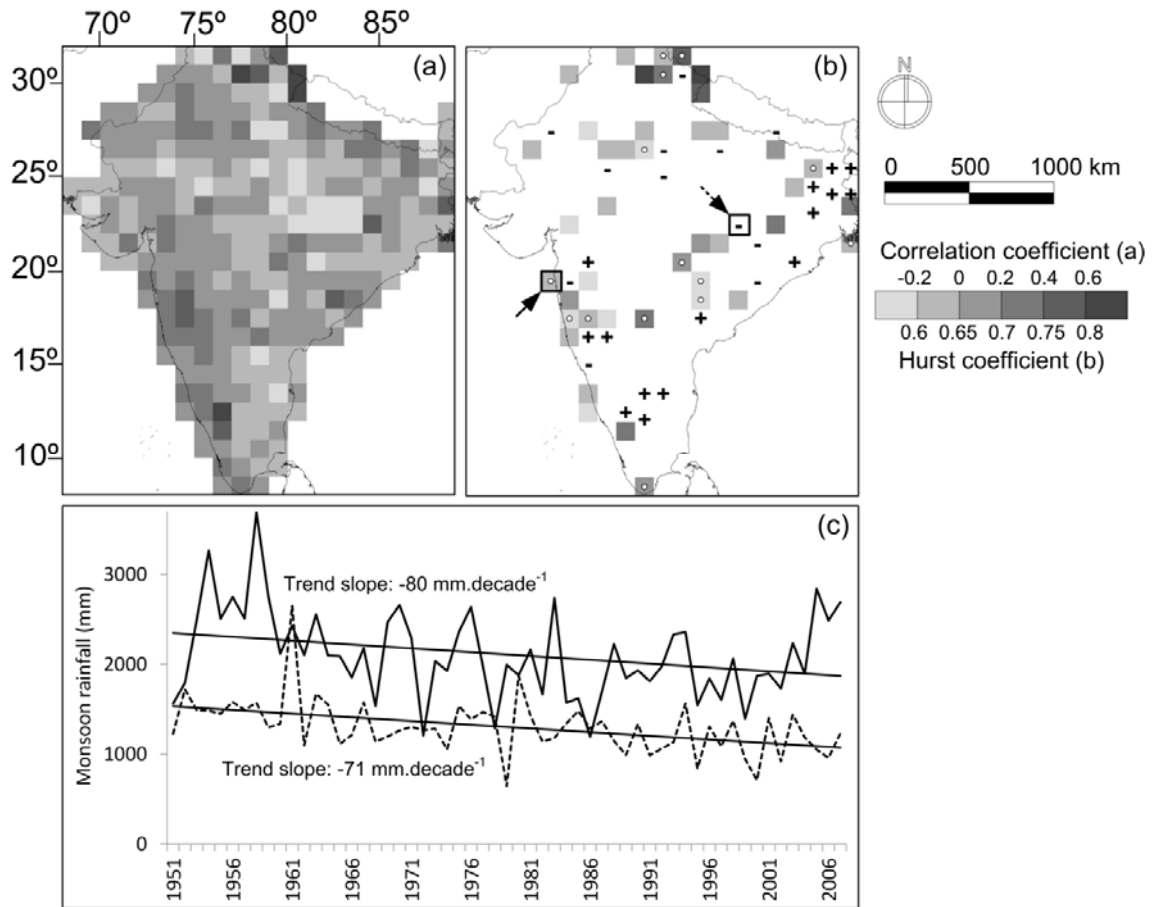 70º 75º 80º 85º
(a)
(b)
30º
25º
20º
15º
10º
N
0 500 1000 km
Correlation coefficient (a)
-0.2 0 0.2 0.4 0.6
0.6 0.65 0.7 0.75 0.8
Hurst coefficient (b)
(c)
Monsoon rainfall (mm)
3000
2000
1000
0
Trend slope: -80 mm.decade⁻¹
Trend slope: -71 mm.decade⁻¹
1951 1956 1961 1966 1971 1976 1981 1986 1991 1996 2001 2006